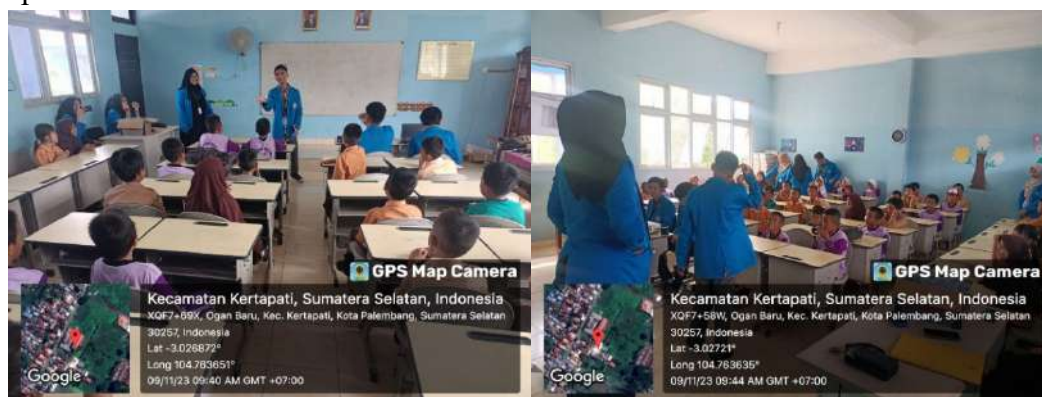 GPS Map Camera
Kecamatan Kertapati, Sumatera Selatan, Indonesia
XQF7+69X, Ogan Baru, Kec. Kertapati, Kota Palembang, Sumatera Selatan
30257, Indonesia
Lat -3.026872°
Long 104.763651°
09/11/23 09:40 AM GMT +07:00
Google
GPS Map Camera
Kecamatan Kertapati, Sumatera Selatan, Indonesia
XQF7+58W, Ogan Baru, Kec. Kertapati, Kota Palembang, Sumatera Selatan
30257, Indonesia
Lat -3.02721°
Long 104.763635°
09/11/23 09:44 AM GMT +07:00
Google